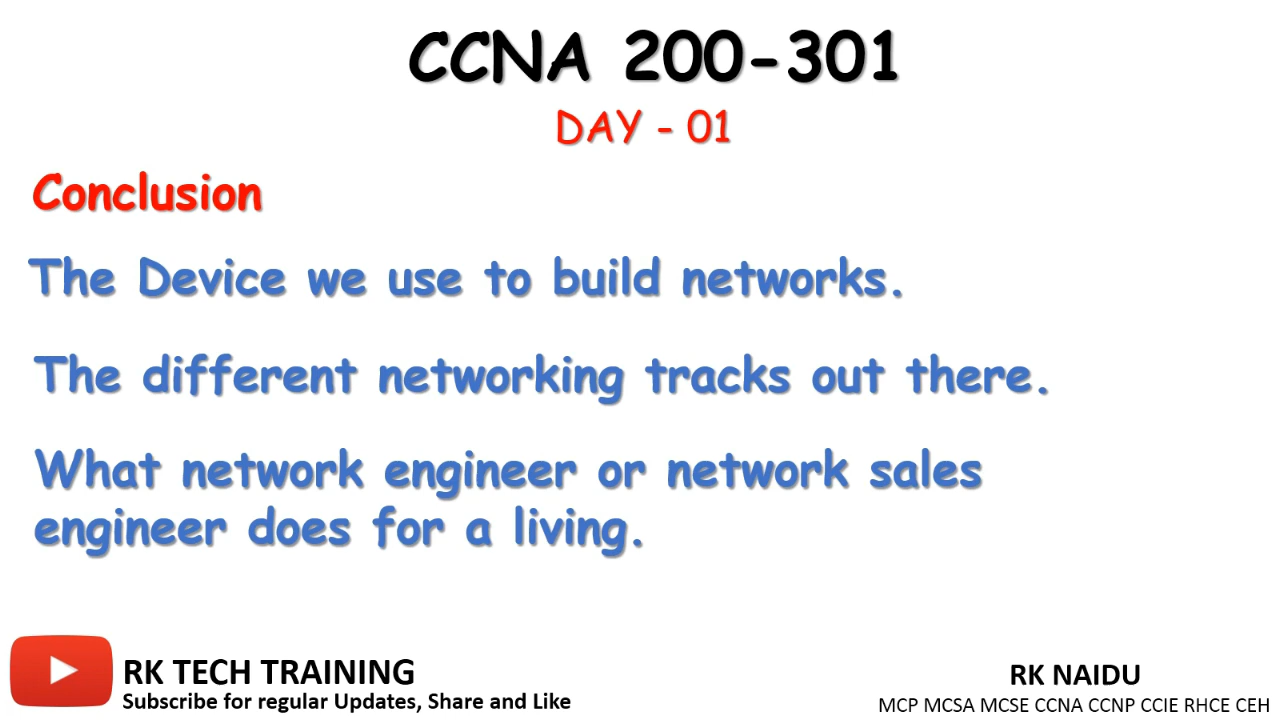 CCNA 200-301
DAY - 01
Conclusion
The Device we use to build networks.
The different networking tracks out there.
What network engineer or network sales
engineer does for a living.
RK TECH TRAINING
Subscribe for regular Updates, Share and Like
RK NAIDU
MCP MCSA MCSE CCNA CCNP CCIE RHCE CEH